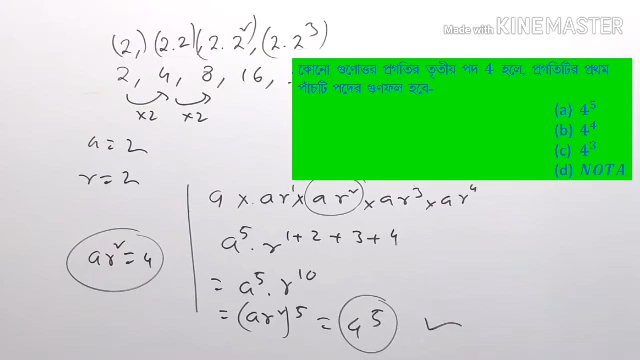 Made with KINEMASTER
(2,) (2.2) (2.2²), (2.2³)
2, 4, 8, 16,
×2 ×2
কোনো গুণোত্তর প্রগতির তৃতীয় পদ 4 হলে, প্রগতিটির প্রথম
পাঁচটি পদের গুণফল হবে-
(a) 4⁵
(b) 4⁴
(c) 4³
(d) NOTA
a = 2
r = 2
ar² = 4
a × ar¹ × ar² × ar³ × ar⁴
a⁵ . r¹⁺²⁺³⁺⁴
= a⁵ . r¹⁰
= (ar²)⁵ = 4⁵